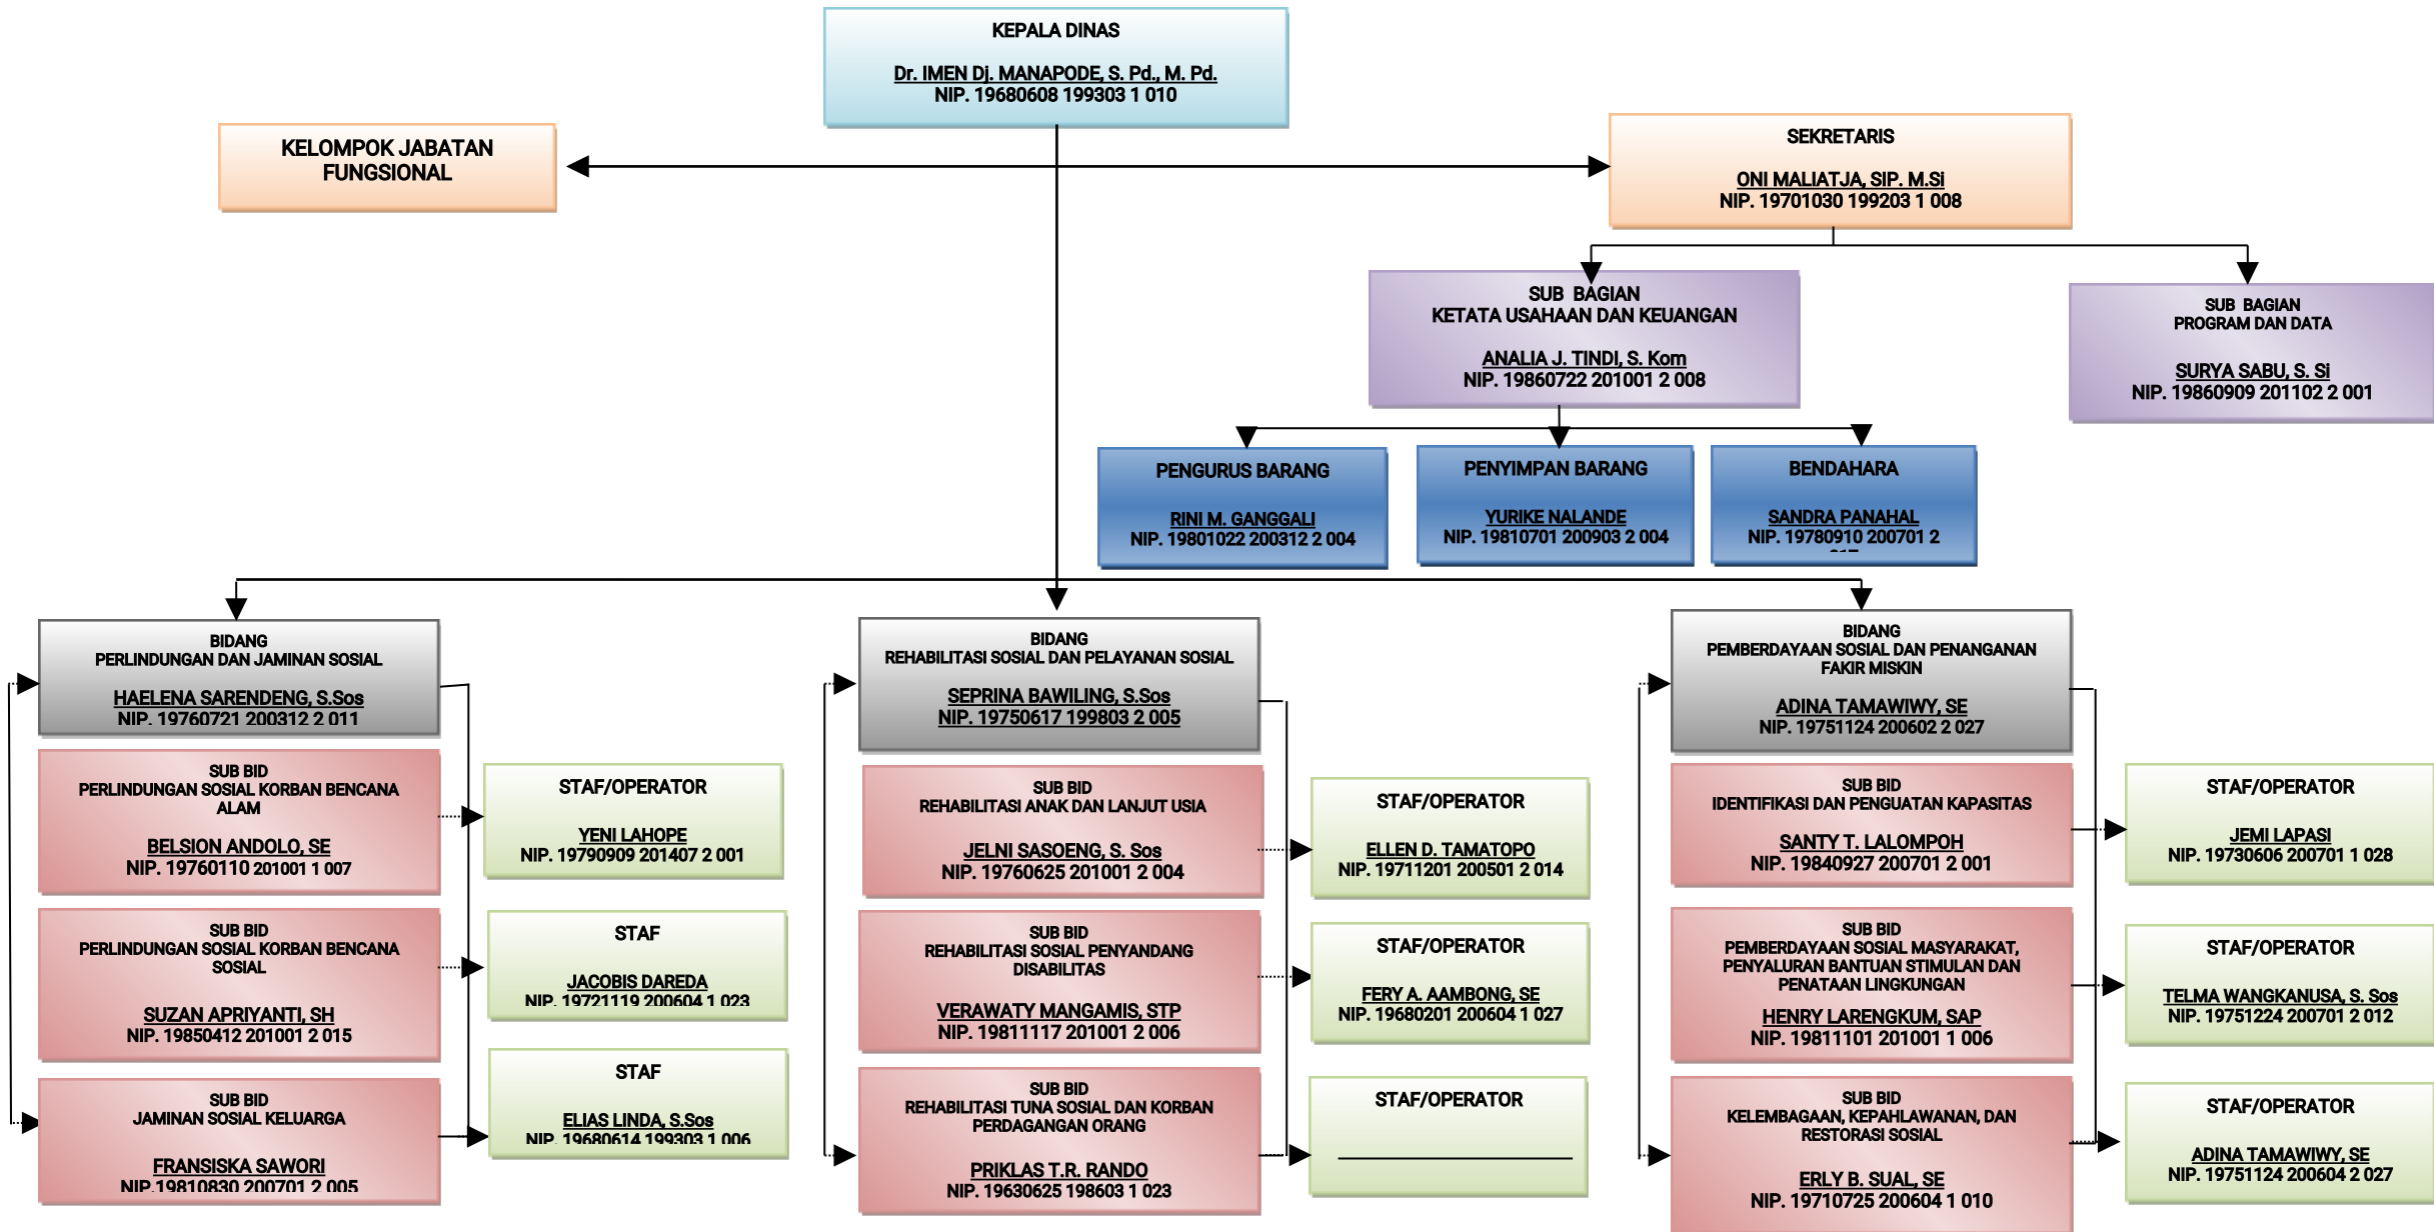 KEPALA DINAS
Dr. IMEN Dj. MANAPODE, S. Pd., M. Pd.
NIP. 19680608 199303 1 010
KELOMPOK JABATAN
FUNGSIONAL
SEKRETARIS
ONI MALIATJA, SIP. M.Si
NIP. 19701030 199203 1 008
SUB BAGIAN
KETATA USAHAAN DAN KEUANGAN
ANALIA J. TINDI, S. Kom
NIP. 19860722 201001 2 008
SUB BAGIAN
PROGRAM DAN DATA
SURYA SABU, S. Si
NIP. 19860909 201102 2 001
PENGURUS BARANG
RINI M. GANGGALI
NIP. 19801022 200312 2 004
PENYIMPAN BARANG
YURIKE NALANDE
NIP. 19810701 200903 2 004
BENDAHARA
SANDRA PANAHAL
NIP. 19780910 200701 2
BIDANG
PERLINDUNGAN DAN JAMINAN SOSIAL
HAELENA SARENDENG, S.Sos
NIP. 19760721 200312 2 011
SUB BID
PERLINDUNGAN SOSIAL KORBAN BENCANA
ALAM
BELSION ANDOLO, SE
NIP. 19760110 201001 1 007
STAF/OPERATOR
YENI LAHOPE
NIP. 19790909 201407 2 001
SUB BID
PERLINDUNGAN SOSIAL KORBAN BENCANA
SOSIAL
SUZAN APRIYANTI, SH
NIP. 19850412 201001 2 015
STAF
JACOBIS DAREDA
NIP. 19721119 200604 1 023
SUB BID
JAMINAN SOSIAL KELUARGA
FRANSISKA SAWORI
NIP.19810830 200701 2 005
STAF
ELIAS LINDA, S.Sos
NIP. 19680614 199303 1 006
BIDANG
REHABILITASI SOSIAL DAN PELAYANAN SOSIAL
SEPRINA BAWILING, S.Sos
NIP. 19750617 199803 2 005
SUB BID
REHABILITASI ANAK DAN LANJUT USIA
JELNI SASOENG, S. Sos
NIP. 19760625 201001 2 004
STAF/OPERATOR
ELLEN D. TAMATOPO
NIP. 19711201 200501 2 014
SUB BID
REHABILITASI SOSIAL PENYANDANG
DISABILITAS
VERAWATY MANGAMIS, STP
NIP. 19811117 201001 2 006
STAF/OPERATOR
FERY A. AAMBONG, SE
NIP. 19680201 200604 1 027
SUB BID
REHABILITASI TUNA SOSIAL DAN KORBAN
PERDAGANGAN ORANG
PRIKLAS T.R. RANDO
NIP. 19630625 198603 1 023
STAF/OPERATOR
BIDANG
PEMBERDAYAAN SOSIAL DAN PENANGANAN
FAKIR MISKIN
ADINA TAMAWIWY, SE
NIP. 19751124 200602 2 027
SUB BID
IDENTIFIKASI DAN PENGUATAN KAPASITAS
SANTY T. LALOMPOH
NIP. 19840927 200701 2 001
STAF/OPERATOR
JEMI LAPASI
NIP. 19730606 200701 1 028
SUB BID
PEMBERDAYAAN SOSIAL MASYARAKAT,
PENYALURAN BANTUAN STIMULAN DAN
PENATAAN LINGKUNGAN
HENRY LARENGKUM, SAP
NIP. 19811101 201001 1 006
STAF/OPERATOR
TELMA WANGKANUSA, S. Sos
NIP. 19751224 200701 2 012
SUB BID
KELEMBAGAAN, KEPAHLAWANAN, DAN
RESTORASI SOSIAL
ERLY B. SUAL, SE
NIP. 19710725 200604 1 010
STAF/OPERATOR
ADINA TAMAWIWY, SE
NIP. 19751124 200604 2 027